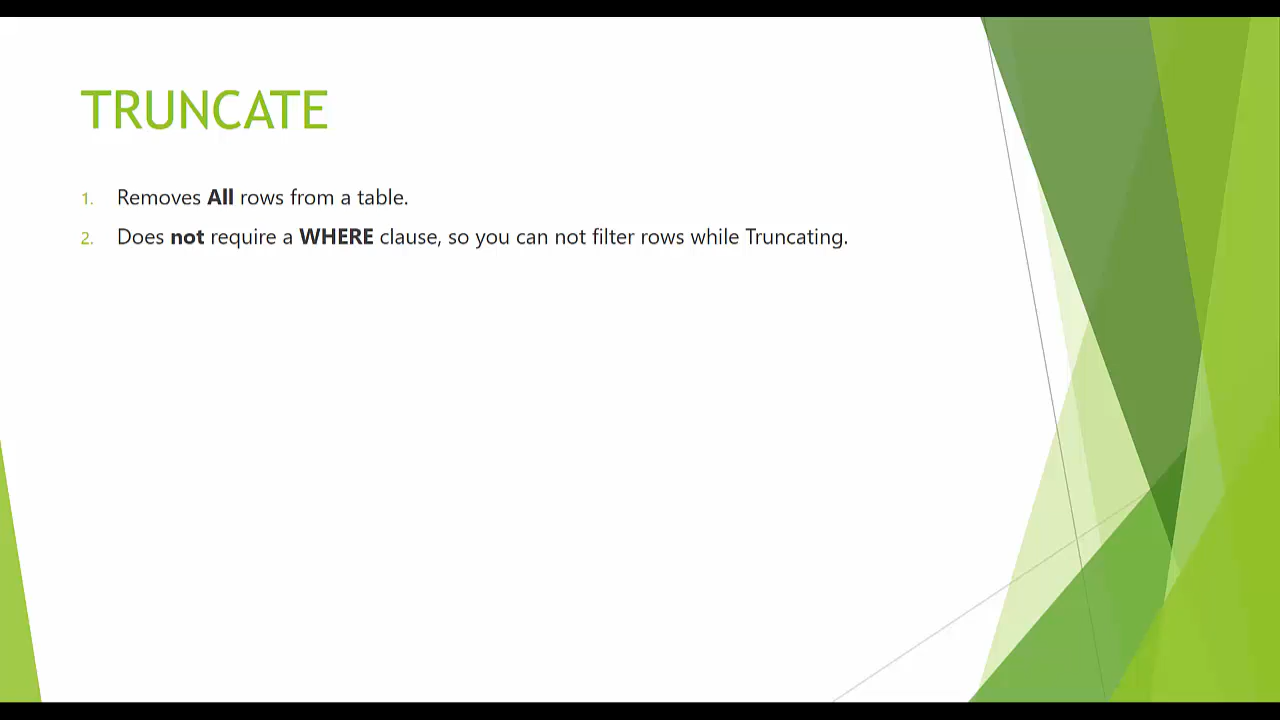 TRUNCATE
1. Removes All rows from a table.
2. Does not require a WHERE clause, so you can not filter rows while Truncating.